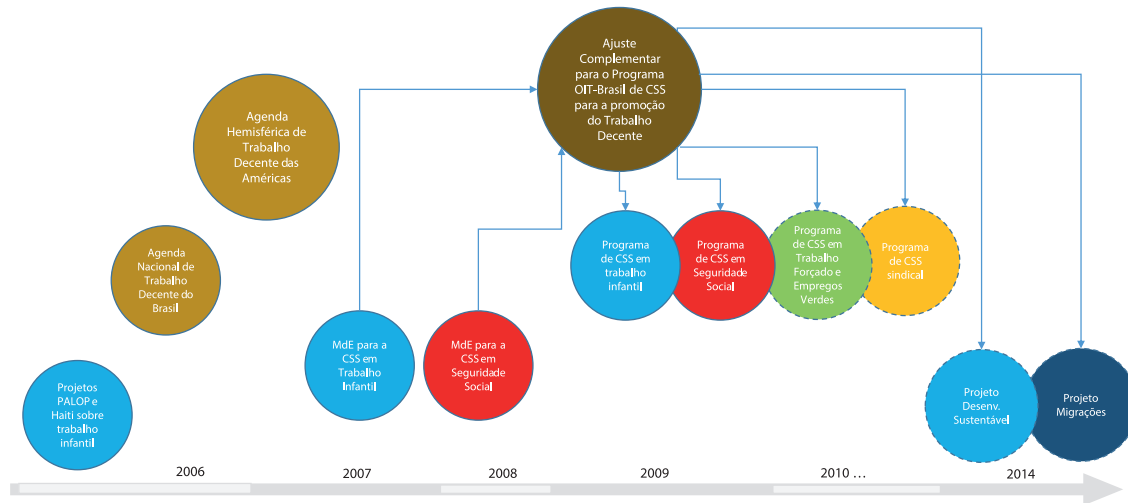 Ajuste
Complementar
para o Programa
OIT-Brasil de CSS
para a promoção
do Trabalho
Decente
Agenda
Hemisférica de
Trabalho
Decente das
Américas
Agenda
Nacional de
Trabalho
Decente do
Brasil
Programa
de CSS em
trabalho
infantil
Programa
de CSS em
Seguridade
Social
Programa
de CSS em
Trabalho
Forçado e
Empregos
Verdes
Programa
de CSS
sindical
MdE para a
CSS em
Trabalho
Infantil
MdE para a
CSS em
Seguridade
Social
Projetos
PALOP e
Haiti sobre
trabalho
infantil
Projeto
Desenv.
Sustentável
Projeto
Migrações
2006
2007
2008
2009
2010 ...
2014